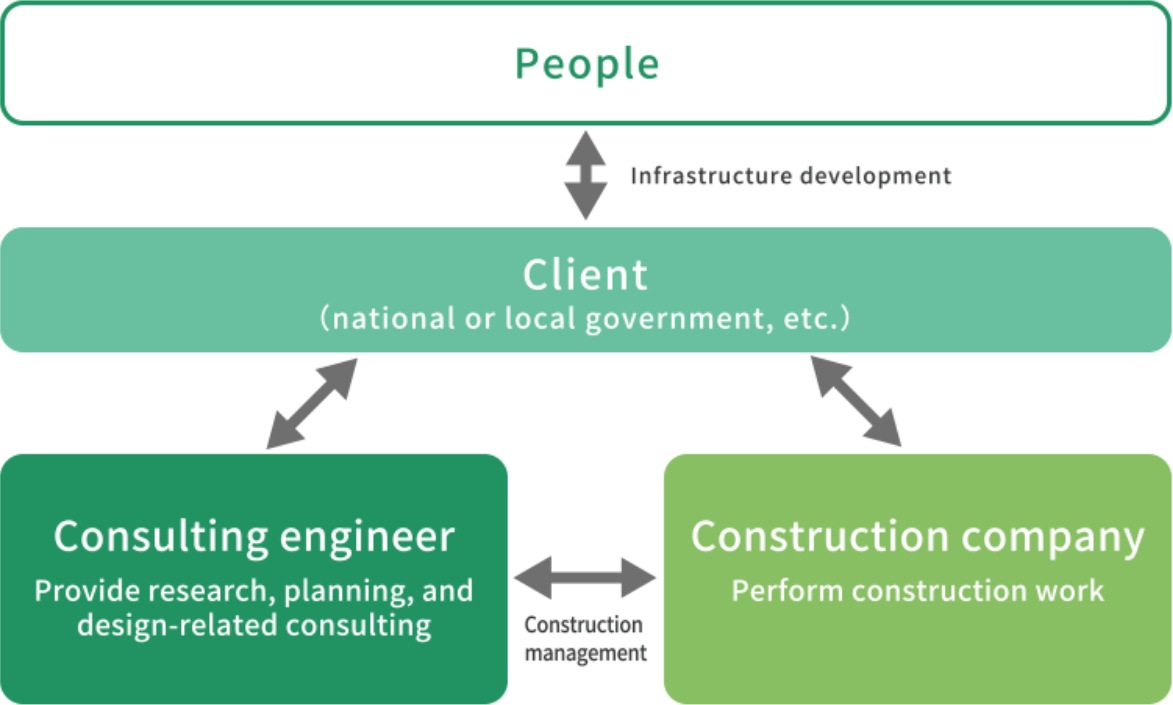 People
Infrastructure development
Client
（national or local government, etc.）
Consulting engineer
Provide research, planning, and
design-related consulting
Construction
management
Construction company
Perform construction work